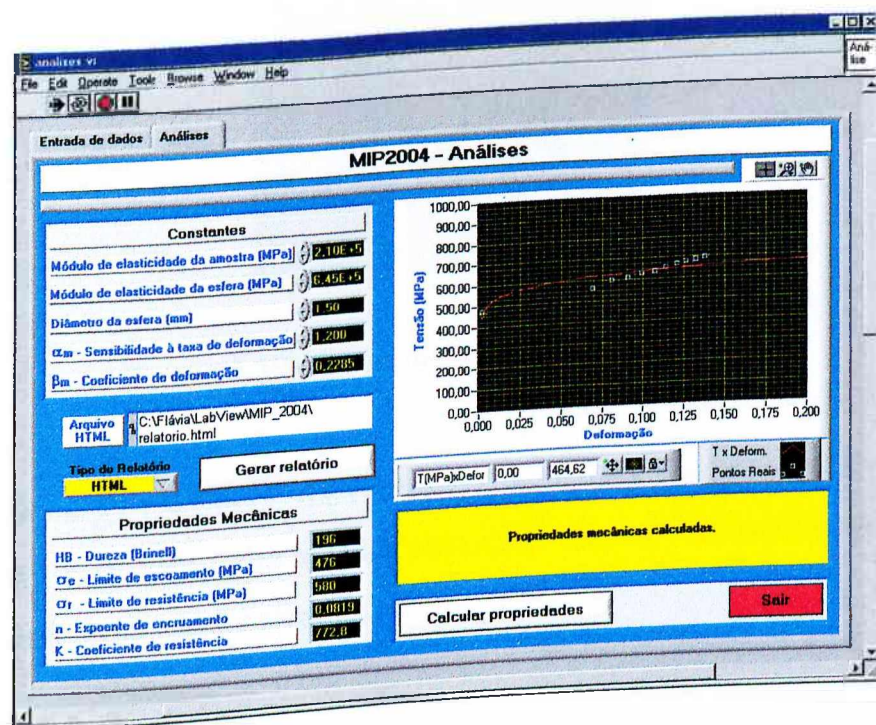 analises vi
File Edit Operate Tools Browse Window Help
Aná-
lise
Entrada de dados Análises
MIP2004 - Análises
Constantes
Módulo de elasticidade da amostra (MPa) 2,10E+5
Módulo de elasticidade da esfera (MPa) 6,45E+5
Diâmetro da esfera (mm) 1,50
αm - Sensibilidade à taxa de deformação 1,200
βm - Coeficiente de deformação 0,2285
Arquivo
HTML
C:\Flávia\LabView\MIP_2004\
relatorio.html
Tipo do Relatório
HTML
Gerar relatório
Propriedades Mecânicas
HB - Dureza (Brinell) 196
σe - Limite de escoamento (MPa) 476
σr - Limite de resistência (MPa) 580
n - Expoente de encruamento 0,0819
K - Coeficiente de resistência 772,8
Tensão (MPa)
1000,00
900,00
800,00
700,00
600,00
500,00
400,00
300,00
200,00
100,00
0,00
0,000 0,025 0,050 0,075 0,100 0,125 0,150 0,175 0,200
Deformação
T(MPa)xDefor 0,00 464,62
T x Deform.
Pontos Reais
Propriedades mecânicas calculadas.
Calcular propriedades
Sair